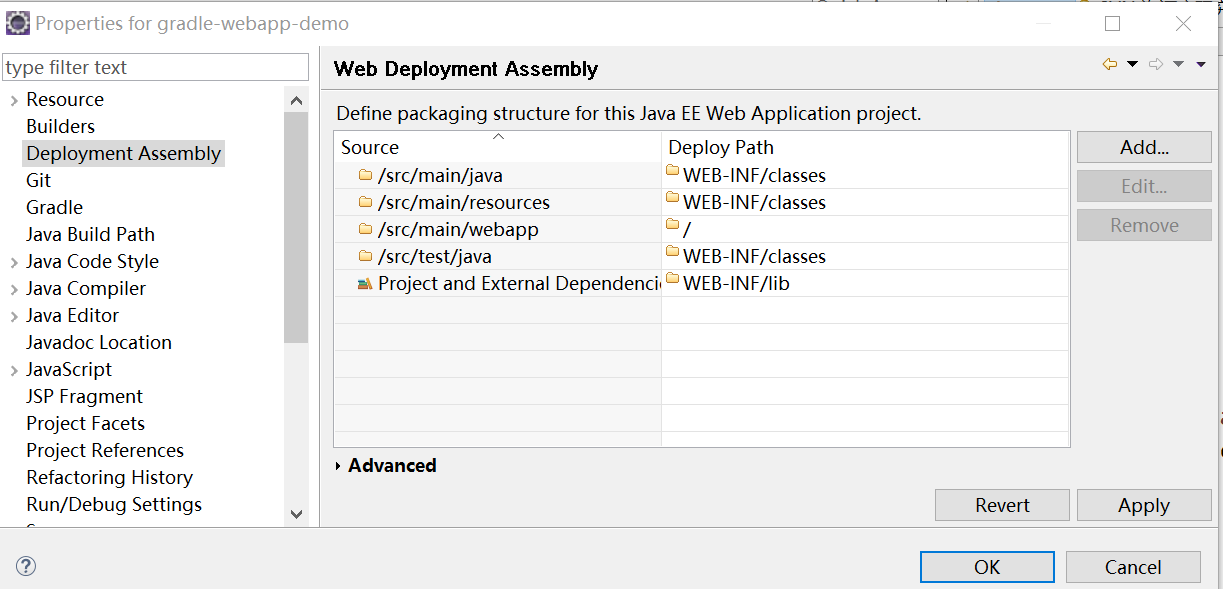 Properties for gradle-webapp-demo
type filter text
Resource
Builders
Deployment Assembly
Git
Gradle
Java Build Path
Java Code Style
Java Compiler
Java Editor
Javadoc Location
JavaScript
JSP Fragment
Project Facets
Project References
Refactoring History
Run/Debug Settings
Web Deployment Assembly
Define packaging structure for this Java EE Web Application project.
Source Deploy Path
/src/main/java WEB-INF/classes
/src/main/resources WEB-INF/classes
/src/main/webapp /
/src/test/java WEB-INF/classes
Project and External Dependencie WEB-INF/lib
Add...
Edit...
Remove
Advanced
Revert Apply
? OK Cancel